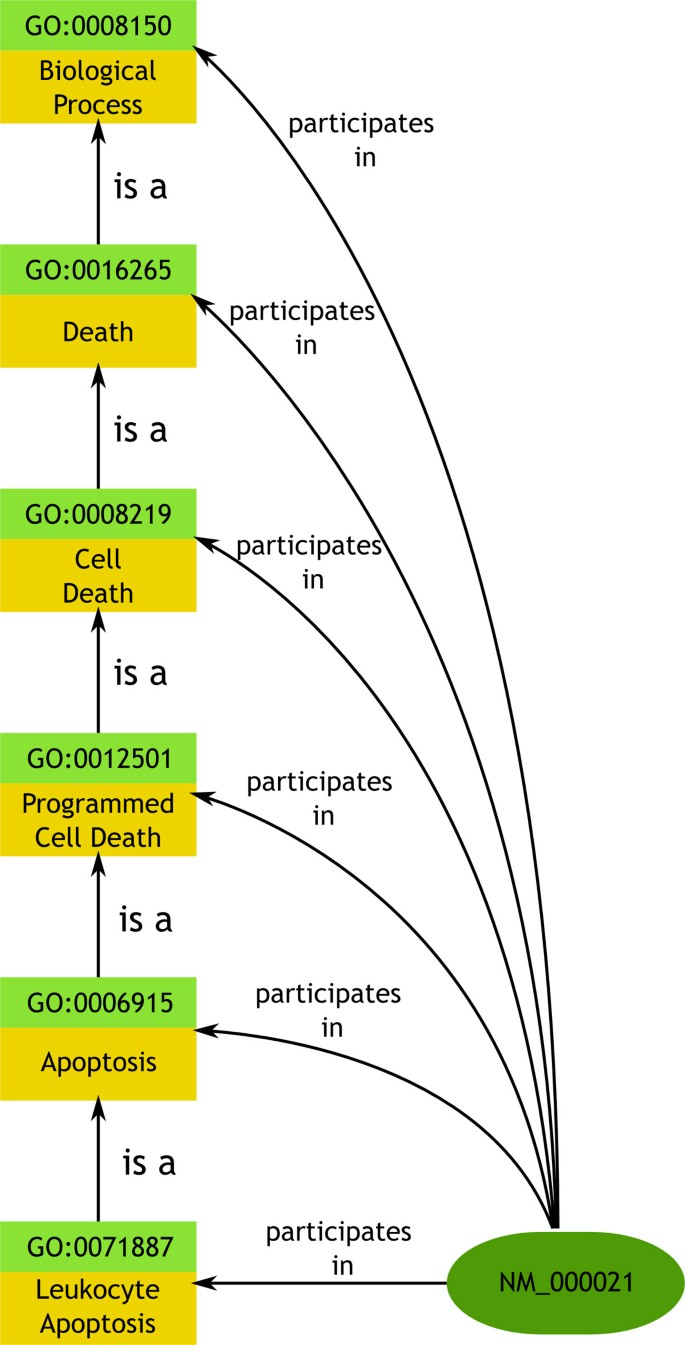 GO:0008150
Biological
Process
participates
in
is a
GO:0016265
Death
participates
in
is a
GO:0008219
Cell
Death
participates
in
is a
GO:0012501
Programmed
Cell Death
participates
in
is a
GO:0006915
Apoptosis
participates
in
is a
GO:0071887
Leukocyte
Apoptosis
participates
in
NM_000021